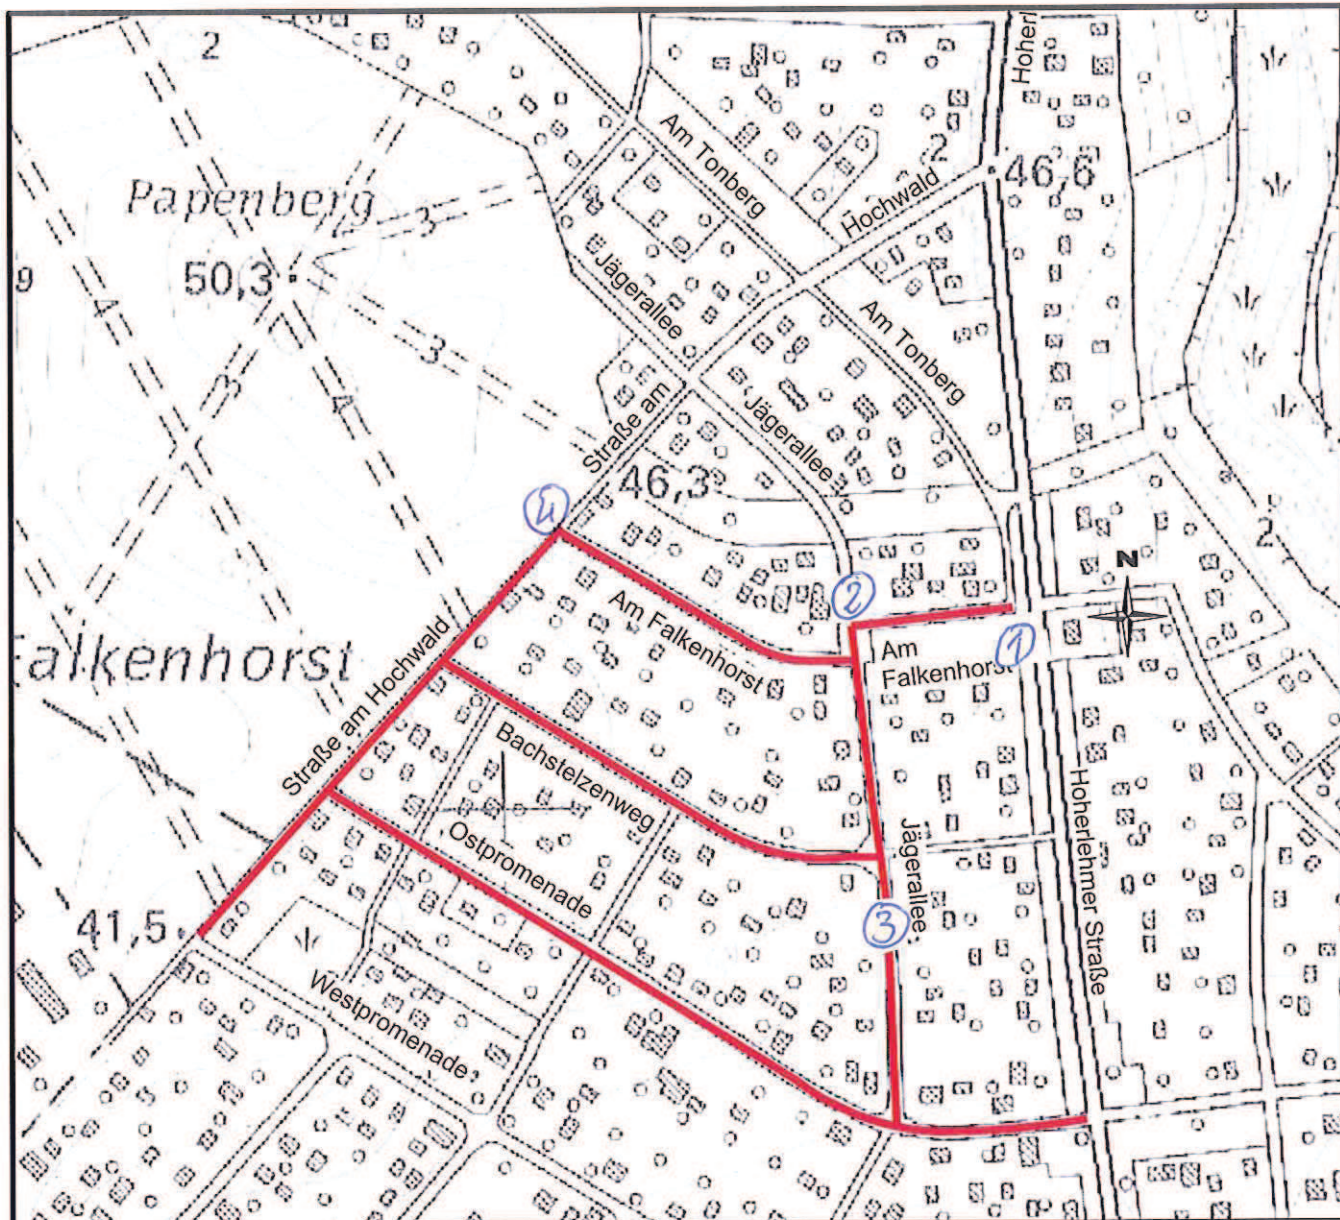 2
Hoherl
Am Tonberg
2
Hochwald
46,6
Papenberg
3
50,3
9
4
Jägerallee
Am Tonberg
3
3
4
Straße am
Jägerallee
46,3
4
2
N
2
Am Falkenhorst
1
Am
Falkenhorst
Falkenhorst
Straße am Hochwald
Bachstelzenweg
Ostpromenade
Jägerallee
Hoherlehmer Straße
3
41,5
Westpromenade